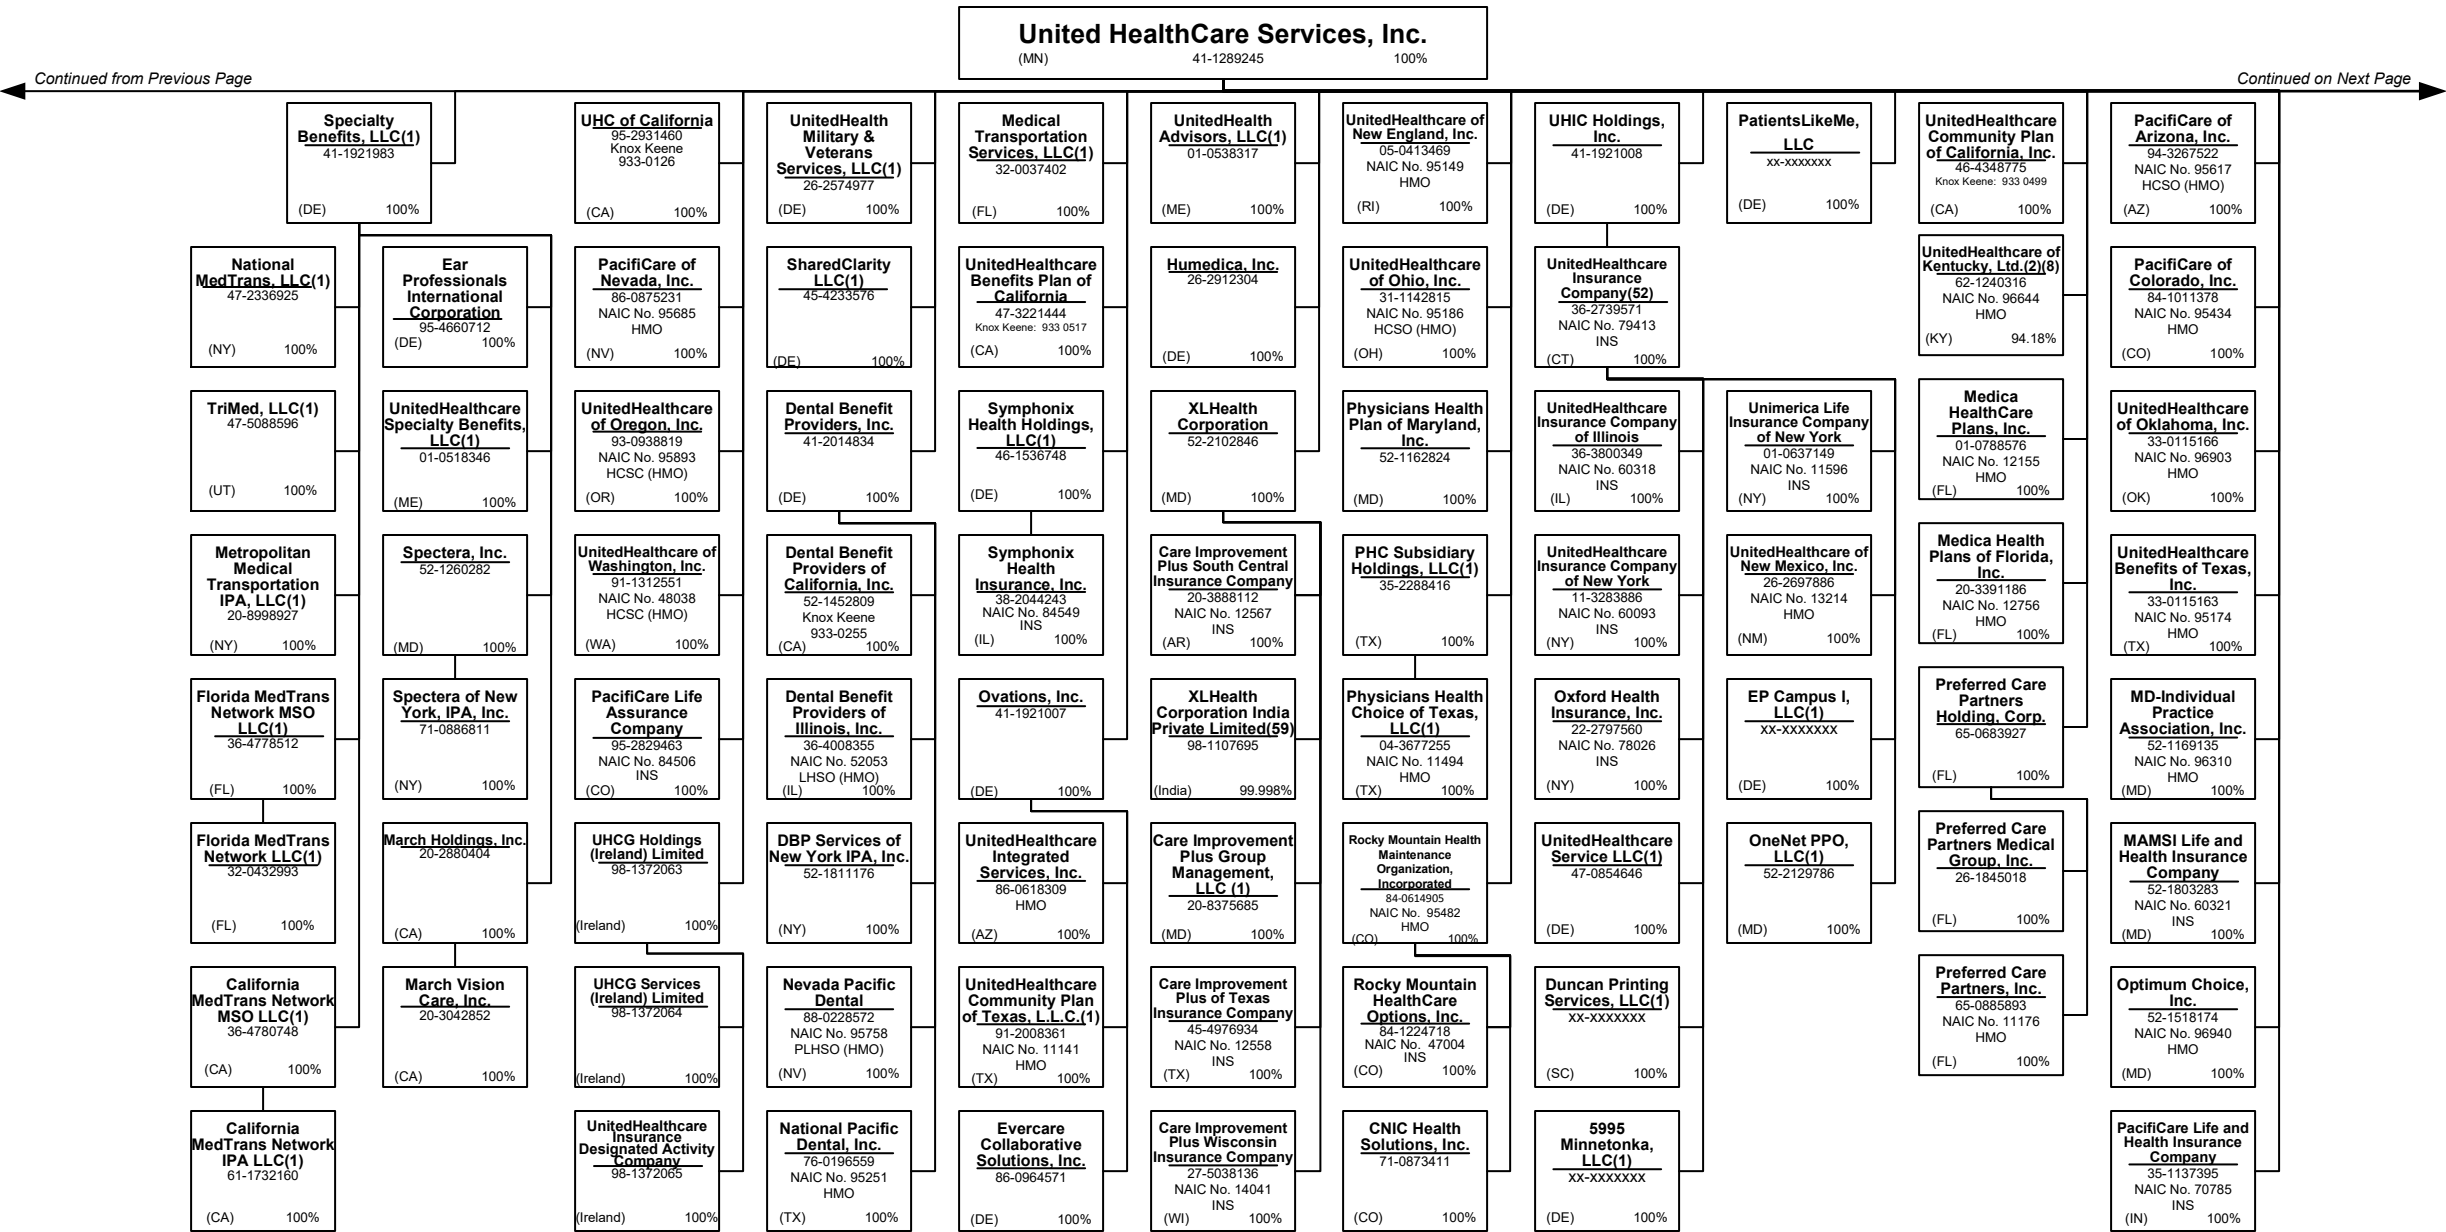 United HealthCare Services, Inc.
(MN) 41-1289245 100%
Continued from Previous Page
Continued on Next Page
Specialty
Benefits, LLC(1)
41-1921983
(DE) 100%
UHC of California
95-2931460
Knox Keene
933-0126
(CA) 100%
UnitedHealth
Military &
Veterans
Services, LLC(1)
26-2574977
(DE) 100%
Medical
Transportation
Services, LLC(1)
32-0037402
(FL) 100%
UnitedHealth
Advisors, LLC(1)
01-0538317
(ME) 100%
UnitedHealthcare of
New England, Inc.
05-0413469
NAIC No. 95149
HMO
(RI) 100%
UHIC Holdings,
Inc.
41-1921008
(DE) 100%
PatientsLikeMe,
LLC
xx-xxxxxxx
(DE) 100%
UnitedHealthcare
Community Plan
of California, Inc.
46-4348775
Knox Keene: 933 0499
(CA) 100%
PacifiCare of
Arizona, Inc.
94-3267522
NAIC No. 95617
HCSO (HMO)
(AZ) 100%
National
MedTrans, LLC(1)
47-2336925
(NY) 100%
Ear
Professionals
International
Corporation
95-4660712
(DE) 100%
PacifiCare of
Nevada, Inc.
86-0875231
NAIC No. 95685
HMO
(NV) 100%
SharedClarity
LLC(1)
45-4233576
(DE) 100%
UnitedHealthcare
Benefits Plan of
California
47-3221444
Knox Keene: 933 0517
(CA) 100%
Humedica, Inc.
26-2912304
(DE) 100%
UnitedHealthcare
of Ohio, Inc.
31-1142815
NAIC No. 95186
HCSO (HMO)
(OH) 100%
UnitedHealthcare
Insurance
Company(52)
36-2739571
NAIC No. 79413
INS
(CT) 100%
UnitedHealthcare of
Kentucky, Ltd.(2)(8)
62-1240316
NAIC No. 96644
HMO
(KY) 94.18%
PacifiCare of
Colorado, Inc.
84-1011378
NAIC No. 95434
HMO
(CO) 100%
TriMed, LLC(1)
47-5088596
(UT) 100%
UnitedHealthcare
Specialty Benefits,
LLC(1)
01-0518346
(ME) 100%
UnitedHealthcare
of Oregon, Inc.
93-0938819
NAIC No. 95893
HCSC (HMO)
(OR) 100%
Dental Benefit
Providers, Inc.
41-2014834
(DE) 100%
Symphonix
Health Holdings,
LLC(1)
46-1536748
(DE) 100%
XLHealth
Corporation
52-2102846
(MD) 100%
Physicians Health
Plan of Maryland,
Inc.
52-1162824
(MD) 100%
UnitedHealthcare
Insurance Company
of Illinois
36-3800349
NAIC No. 60318
INS
(IL) 100%
Unimerica Life
Insurance Company
of New York
01-0637149
NAIC No. 11596
INS
(NY) 100%
Medica
HealthCare
Plans, Inc.
01-0788576
NAIC No. 12155
HMO
(FL) 100%
UnitedHealthcare
of Oklahoma, Inc.
33-0115166
NAIC No. 96903
HMO
(OK) 100%
Metropolitan
Medical
Transportation
IPA, LLC(1)
20-8998927
(NY) 100%
Spectera, Inc.
52-1260282
(MD) 100%
UnitedHealthcare of
Washington, Inc.
91-1312551
NAIC No. 48038
HCSC (HMO)
(WA) 100%
Dental Benefit
Providers of
California, Inc.
52-1452809
Knox Keene
933-0255
(CA) 100%
Symphonix
Health
Insurance, Inc.
38-2044243
NAIC No. 84549
INS
(IL) 100%
Care Improvement
Plus South Central
Insurance Company
20-3888112
NAIC No. 12567
INS
(AR) 100%
PHC Subsidiary
Holdings, LLC(1)
35-2288416
(TX) 100%
UnitedHealthcare
Insurance Company
of New York
11-3283886
NAIC No. 60093
INS
(NY) 100%
UnitedHealthcare of
New Mexico, Inc.
26-2697886
NAIC No. 13214
HMO
(NM) 100%
Medica Health
Plans of Florida,
Inc.
20-3391186
NAIC No. 12756
HMO
(FL) 100%
UnitedHealthcare
Benefits of Texas,
Inc.
33-0115163
NAIC No. 95174
HMO
(TX) 100%
Florida MedTrans
Network MSO
LLC(1)
36-4778512
(FL) 100%
Spectera of New
York, IPA, Inc.
71-0886811
(NY) 100%
PacifiCare Life
Assurance
Company
95-2829463
NAIC No. 84506
INS
(CO) 100%
Dental Benefit
Providers of
Illinois, Inc.
36-4008355
NAIC No. 52053
LHSO (HMO)
(IL) 100%
Ovations, Inc.
41-1921007
(DE) 100%
XLHealth
Corporation India
Private Limited(59)
98-1107695
(India) 99.998%
Physicians Health
Choice of Texas,
LLC(1)
04-3677255
NAIC No. 11494
HMO
(TX) 100%
Oxford Health
Insurance, Inc.
22-2797560
NAIC No. 78026
INS
(NY) 100%
EP Campus I,
LLC(1)
xx-xxxxxxx
(DE) 100%
Preferred Care
Partners
Holding, Corp.
65-0683927
(FL) 100%
MD-Individual
Practice
Association, Inc.
52-1169135
NAIC No. 96310
HMO
(MD) 100%
Florida MedTrans
Network LLC(1)
32-0432993
(FL) 100%
March Holdings, Inc.
20-2880404
(CA) 100%
UHCG Holdings
(Ireland) Limited
98-1372063
(Ireland) 100%
DBP Services of
New York IPA, Inc.
52-1811176
(NY) 100%
UnitedHealthcare
Integrated
Services, Inc.
86-0618309
HMO
(AZ) 100%
Care Improvement
Plus Group
Management,
LLC (1)
20-8375685
(MD) 100%
Rocky Mountain Health
Maintenance
Organization,
Incorporated
84-0614905
NAIC No. 95482
HMO
(CO) 100%
UnitedHealthcare
Service LLC(1)
47-0854646
(DE) 100%
OneNet PPO,
LLC(1)
52-2129786
(MD) 100%
Preferred Care
Partners Medical
Group, Inc.
26-1845018
(FL) 100%
MAMSI Life and
Health Insurance
Company
52-1803283
NAIC No. 60321
INS
(MD) 100%
California
MedTrans Network
MSO LLC(1)
36-4780748
(CA) 100%
March Vision
Care, Inc.
20-3042852
(CA) 100%
UHCG Services
(Ireland) Limited
98-1372064
(Ireland) 100%
Nevada Pacific
Dental
88-0228572
NAIC No. 95758
PLHSO (HMO)
(NV) 100%
UnitedHealthcare
Community Plan
of Texas, L.L.C.(1)
91-2008361
NAIC No. 11141
HMO
(TX) 100%
Care Improvement
Plus of Texas
Insurance Company
45-4976934
NAIC No. 12558
INS
(TX) 100%
Rocky Mountain
HealthCare
Options, Inc.
84-1224718
NAIC No. 47004
INS
(CO) 100%
Duncan Printing
Services, LLC(1)
xx-xxxxxxx
(SC) 100%
Preferred Care
Partners, Inc.
65-0885893
NAIC No. 11176
HMO
(FL) 100%
Optimum Choice,
Inc.
52-1518174
NAIC No. 96940
HMO
(MD) 100%
California
MedTrans Network
IPA LLC(1)
61-1732160
(CA) 100%
UnitedHealthcare
Insurance
Designated Activity
Company
98-1372065
(Ireland) 100%
National Pacific
Dental, Inc.
76-0196559
NAIC No. 95251
HMO
(TX) 100%
Evercare
Collaborative
Solutions, Inc.
86-0964571
(DE) 100%
Care Improvement
Plus Wisconsin
Insurance Company
27-5038136
NAIC No. 14041
INS
(WI) 100%
CNIC Health
Solutions, Inc.
71-0873411
(CO) 100%
5995
Minnetonka,
LLC(1)
xx-xxxxxxx
(DE) 100%
PacifiCare Life and
Health Insurance
Company
35-1137395
NAIC No. 70785
INS
(IN) 100%